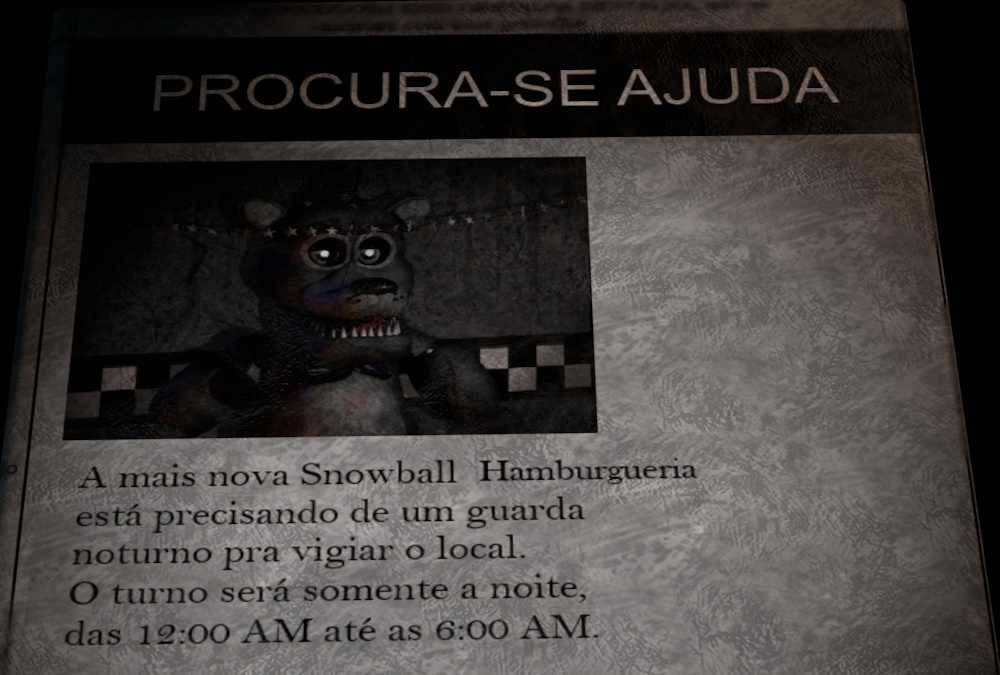 PROCURA-SE AJUDA
A mais nova Snowball Hamburgueria
está precisando de um guarda
noturno pra vigiar o local.
O turno será somente a noite,
das 12:00 AM até as 6:00 AM.